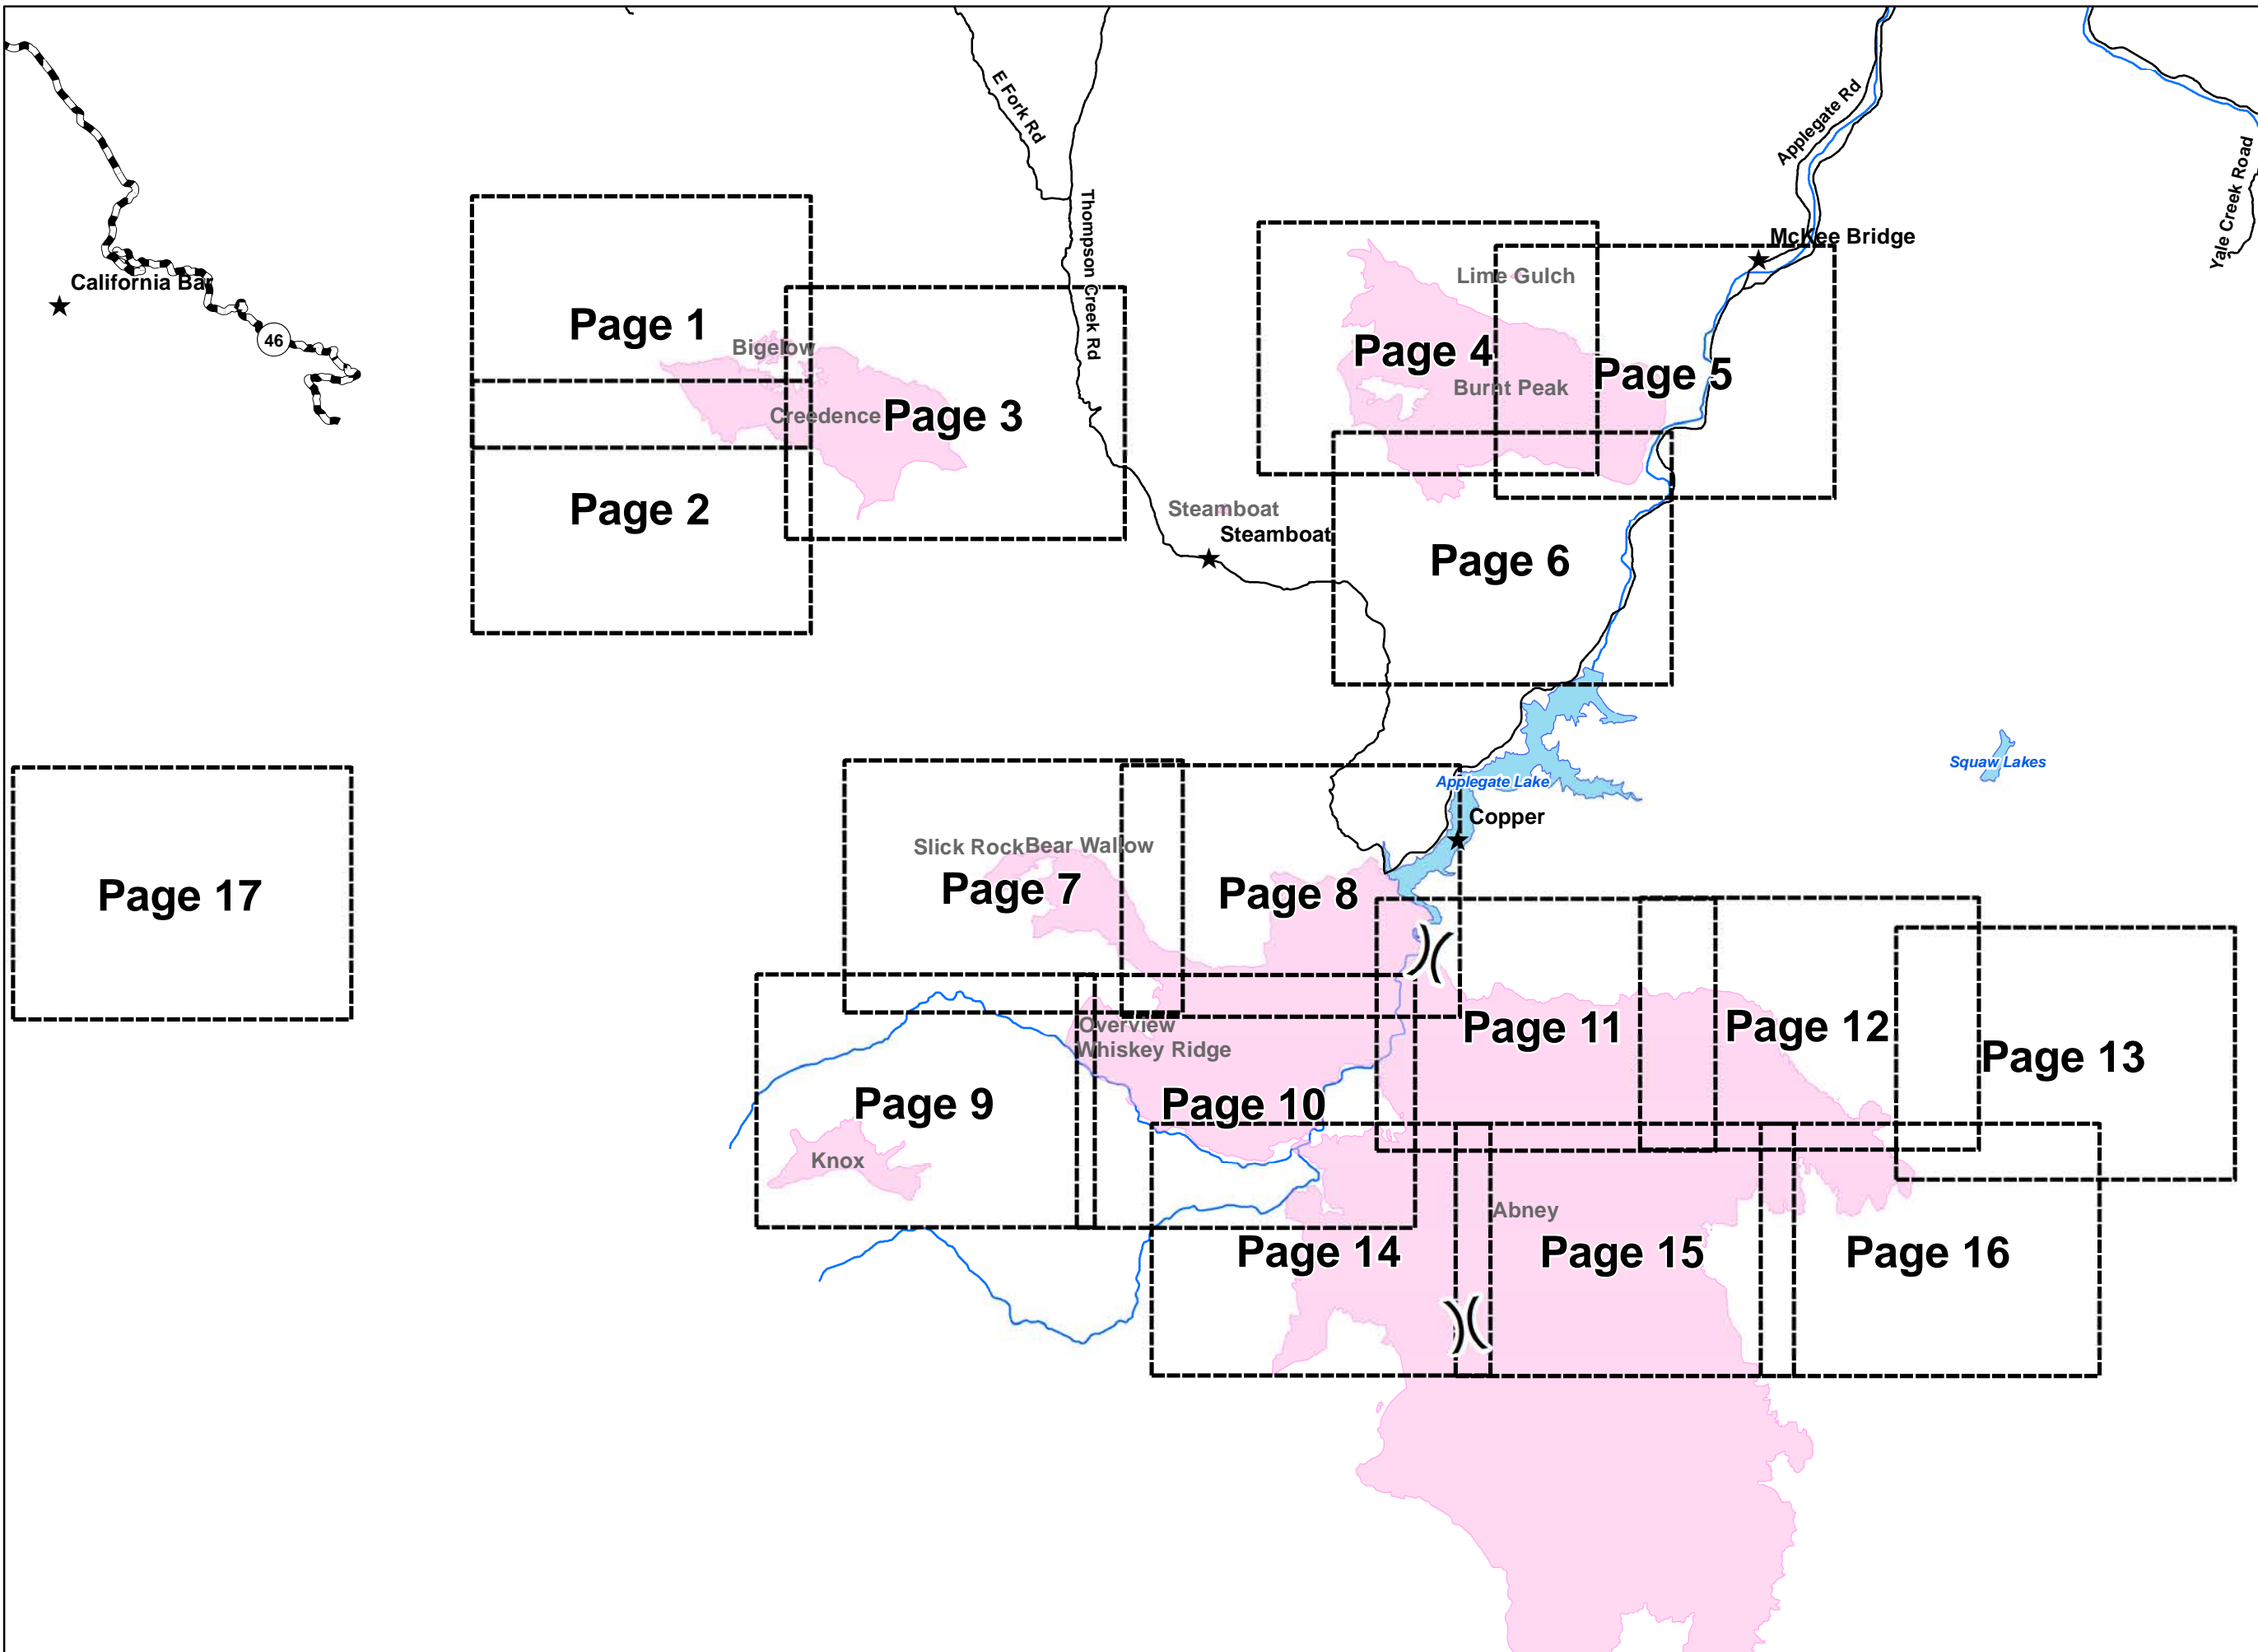 E Fork Rd
Applegate Rd
Yale Creek Road
Thompson Creek Rd
McKee Bridge
California Bar
Lime Gulch
46
Page 1
Bigelow
Page 4
Page 5
Burnt Peak
Creedence
Page 3
Page 2
Steamboat
Steamboat
Page 6
Squaw Lakes
Applegate Lake
Copper
Slick Rock
Bear Wallow
Page 7
Page 8
Page 17
Overview
Whiskey Ridge
Page 11
Page 12
Page 13
Page 9
Page 10
Knox
Abney
Page 14
Page 15
Page 16